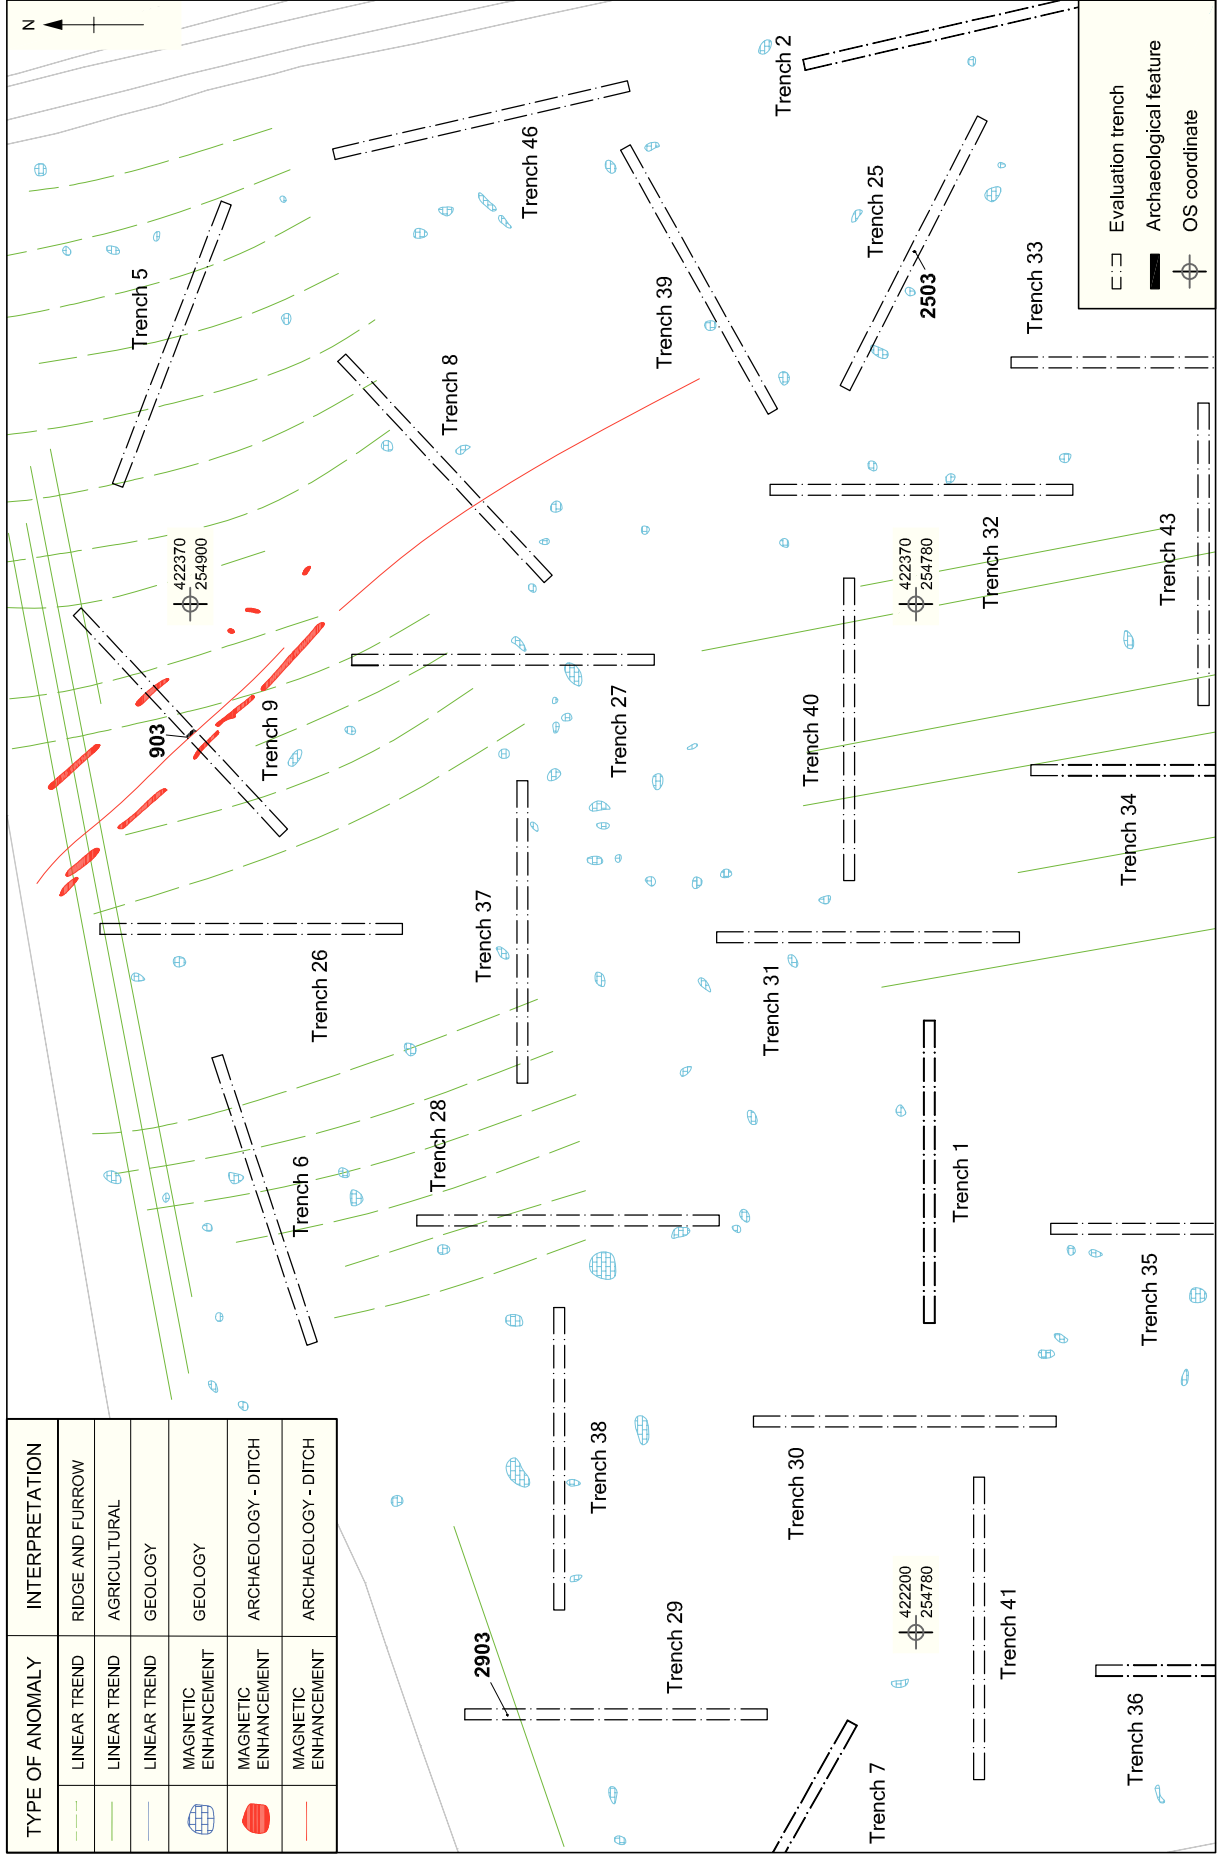 TYPE OF ANOMALY
INTERPRETATION
LINEAR TREND
RIDGE AND FURROW
LINEAR TREND
AGRICULTURAL
LINEAR TREND
GEOLOGY
MAGNETIC
ENHANCEMENT
GEOLOGY
MAGNETIC
ENHANCEMENT
ARCHAEOLOGY - DITCH
MAGNETIC
ENHANCEMENT
ARCHAEOLOGY - DITCH
N
Trench 5
422370
254900
903
Trench 9
Trench 26
Trench 6
Trench 8
Trench 46
Trench 28
Trench 37
2903
Trench 38
Trench 27
Trench 39
Trench 29
Trench 2
Trench 31
Trench 30
Trench 40
Trench 25
Trench 7
422370
254780
422200
254780
2503
Trench 1
Trench 32
Trench 41
Trench 33
Trench 34
Trench 36
Trench 35
Trench 43
Evaluation trench
Archaeological feature
OS coordinate